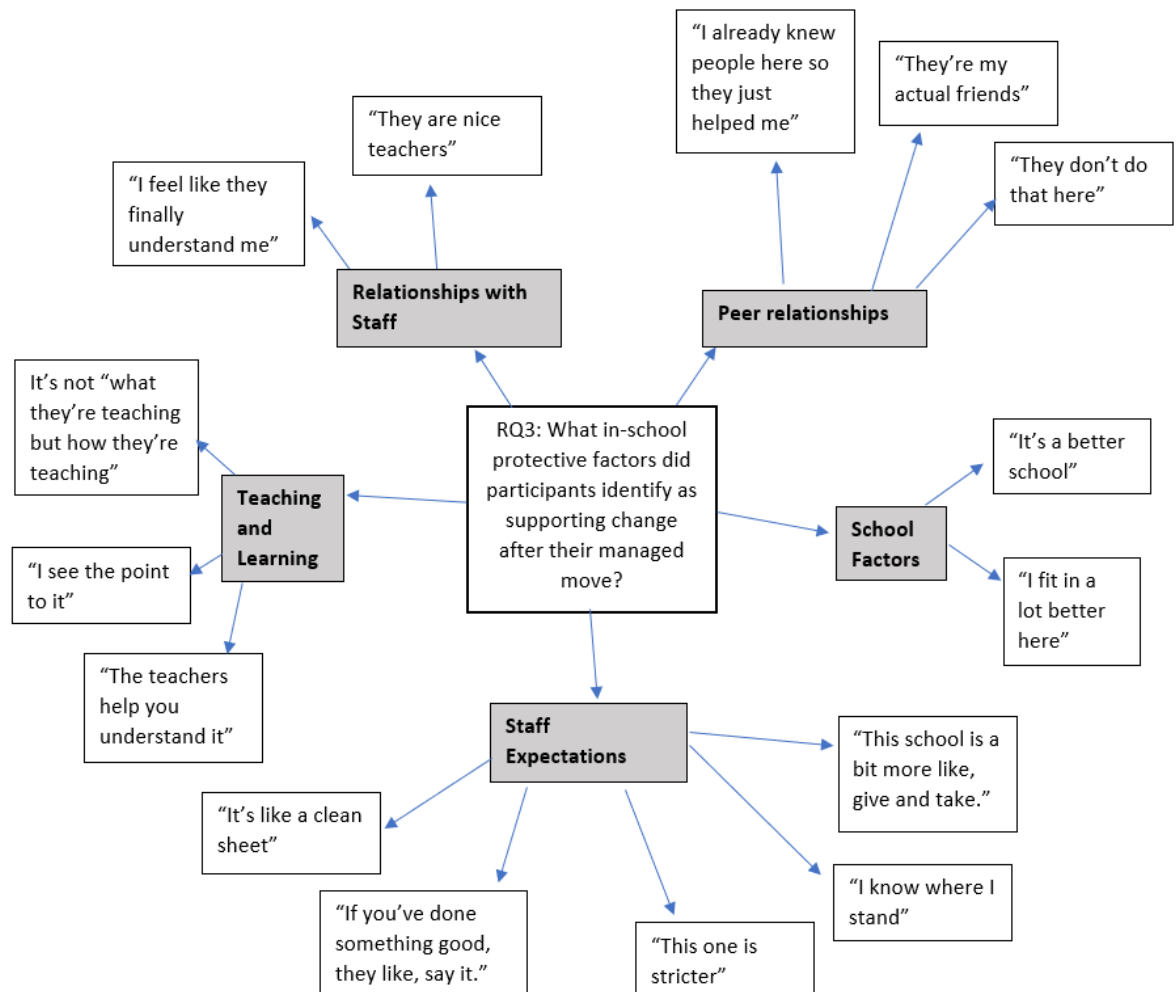 “I already knew
people here so
they just
helped me”
“They’re my
actual friends”
“They are nice
teachers”
“They don’t do
that here”
“I feel like they
finally
understand me”
Relationships with
Staff
Peer relationships
It’s not “what
they’re teaching
but how they’re
teaching”
RQ3: What in-school
protective factors did
participants identify as
supporting change
after their managed
move?
“It’s a better
school”
Teaching
and
Learning
School
Factors
“I see the point
to it”
“I fit in a
lot better
here”
“The teachers
help you
understand it”
Staff
Expectations
“This school is a
bit more like,
give and take.”
“It’s like a clean
sheet”
“I know where I
stand”
“If you’ve done
something good,
they like, say it.”
“This one is
stricter”